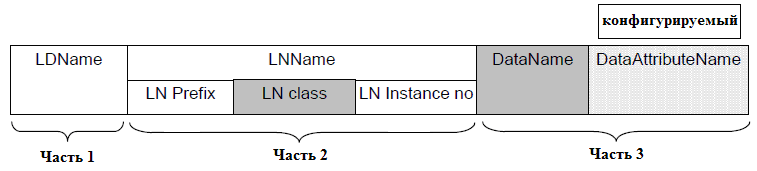 конфигурируемый
LDName
LNName
DataName
DataAttributeName
LN Prefix
LN class
LN Instance no
Часть 1
Часть 2
Часть 3